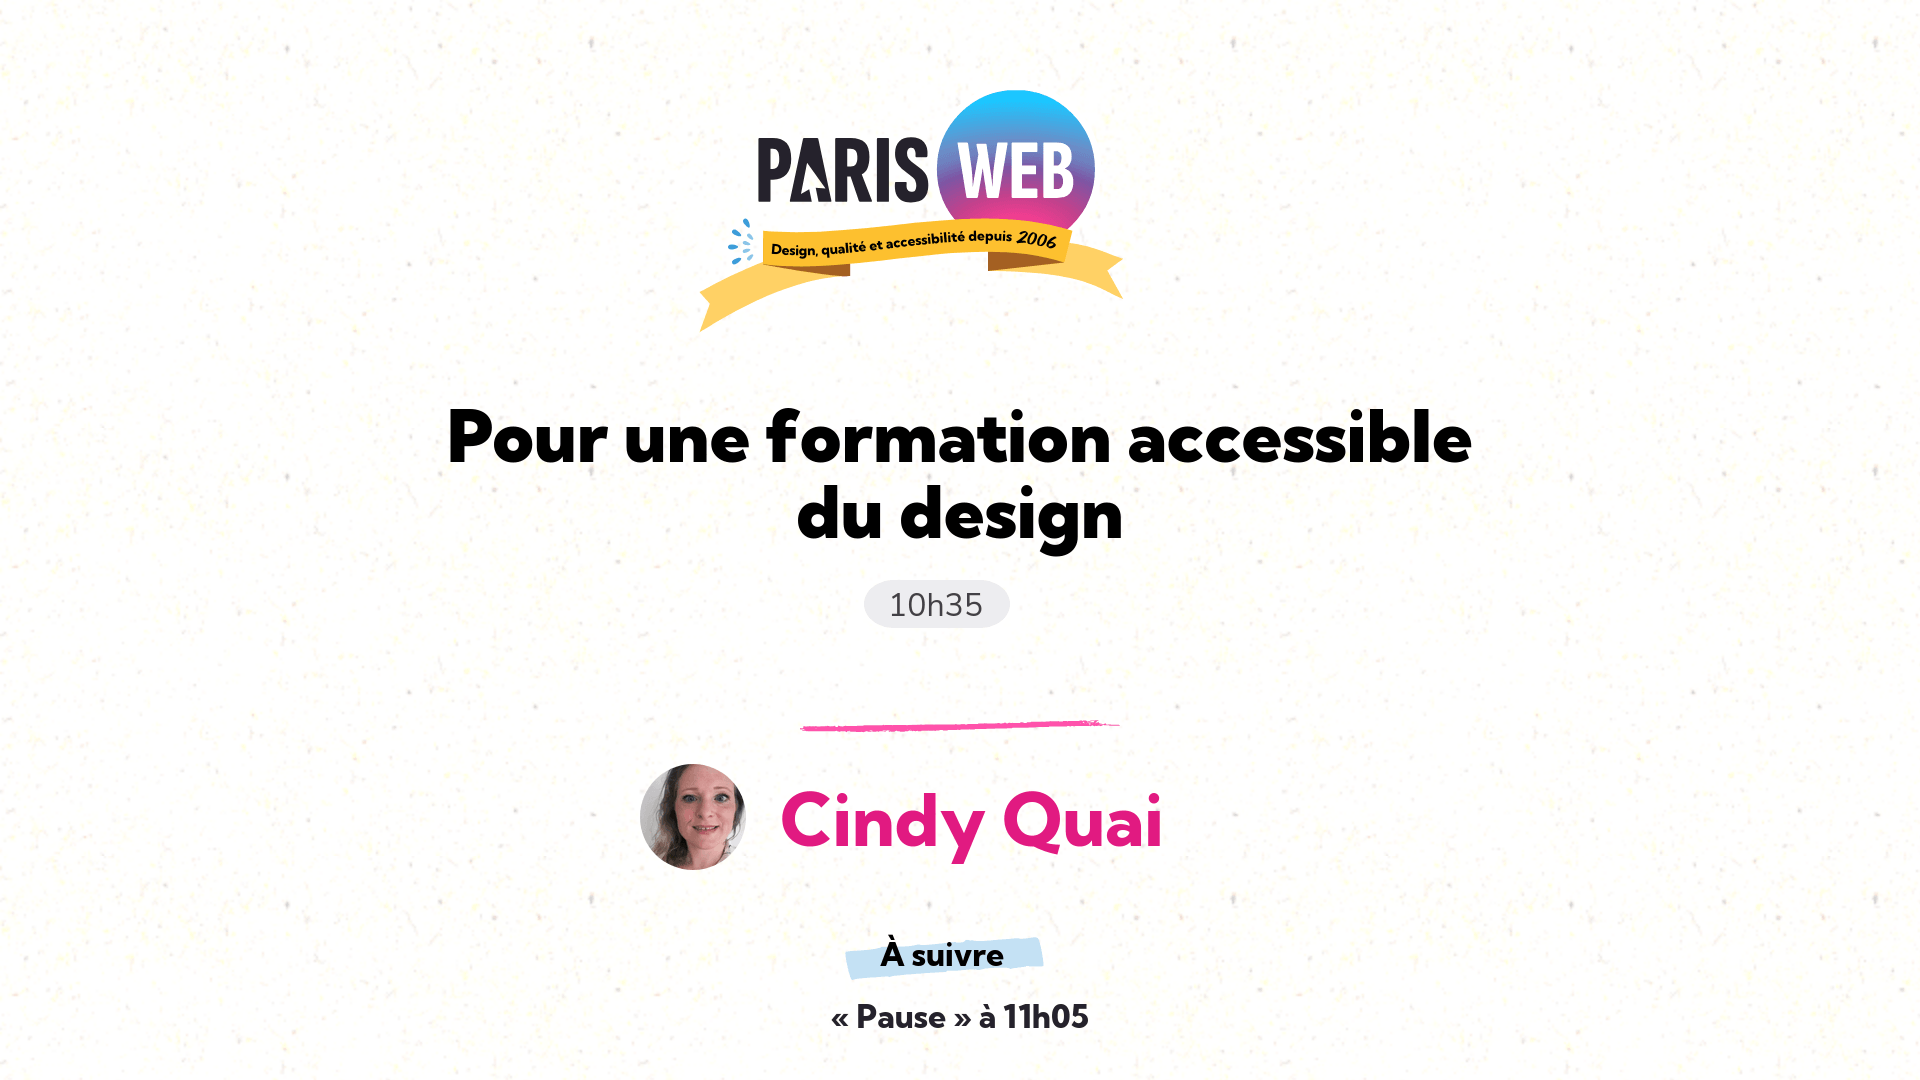 PARIS WEB
Design, qualité et accessibilité depuis 2006
Pour une formation accessible
du design
10h35
Cindy Quai
À suivre
« Pause » à 11h05